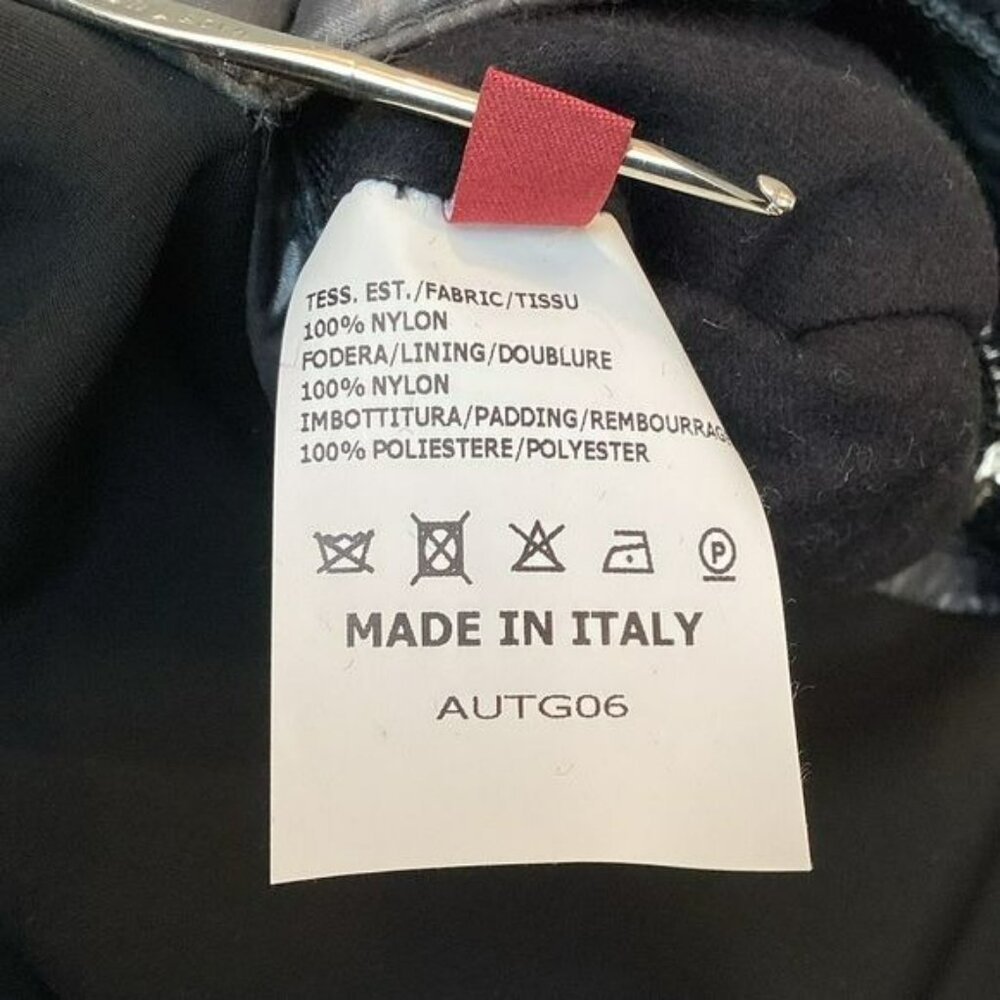 TESS. EST./FABRIC/TISSU
100% NYLON
FODERA/LINING/DOUBLURE
100% NYLON
IMBOTTITURA/PADDING/REMBOURRAG
100% POLIESTERE/POLYESTER
P
MADE IN ITALY
AUTG06